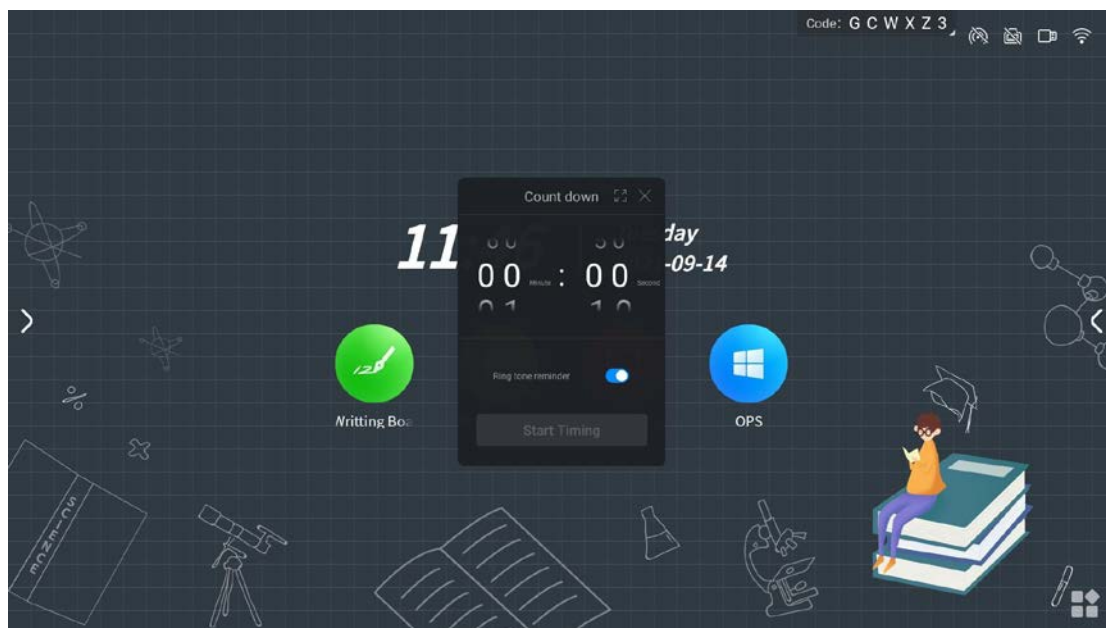 Code: G C W X Z 3
Count down
11
day
-09-14
00 Minute : 00 Second
Ring tone reminder
Start Timing
Writting Boa
OPS
SCIENCE